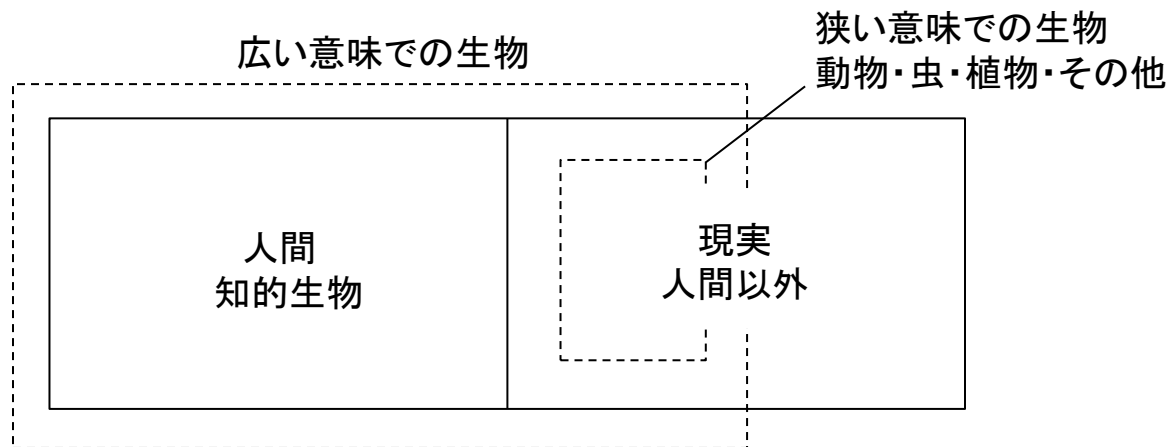 広い意味での生物
狭い意味での生物
動物・虫・植物・その他
人間
知的生物
現実
人間以外